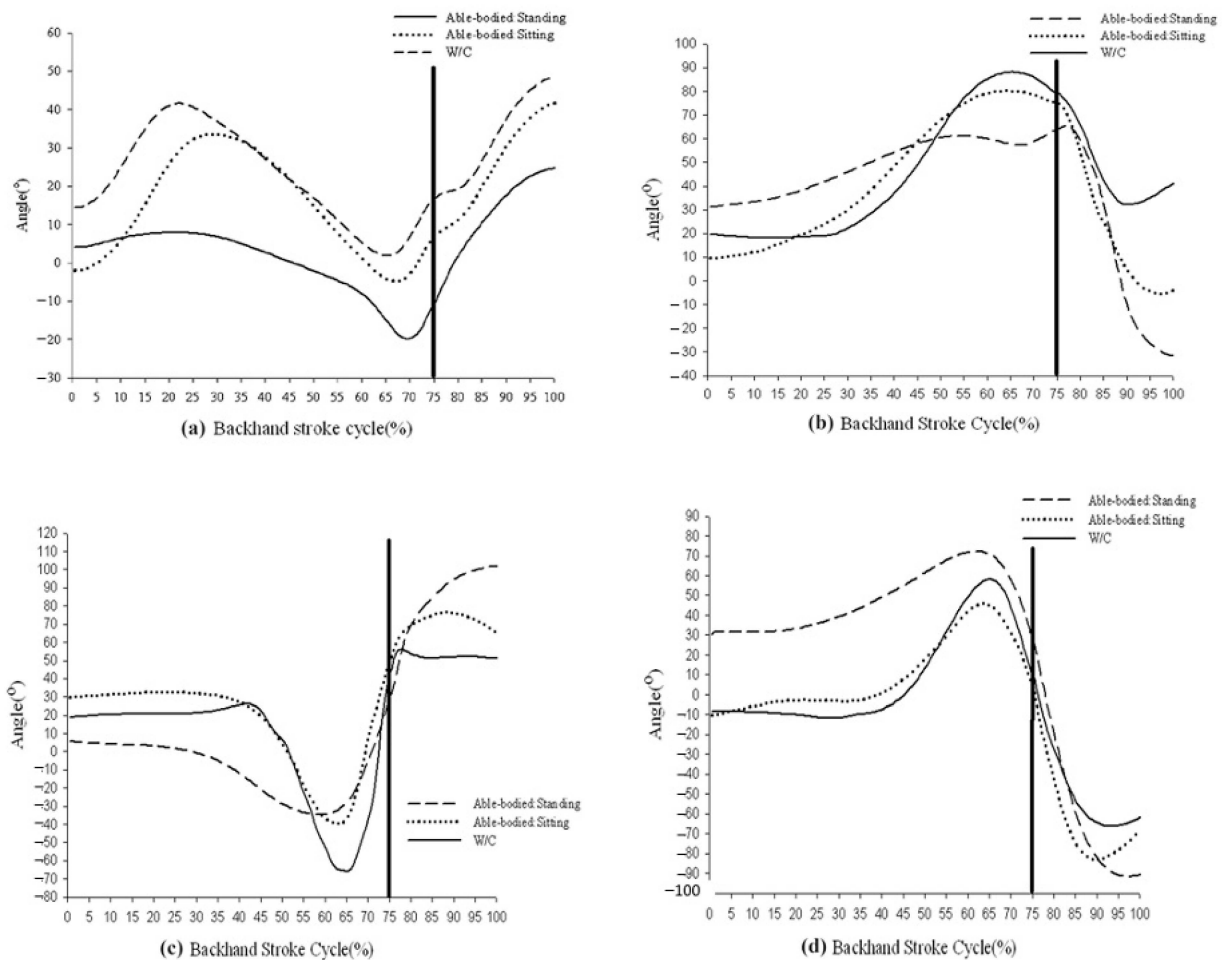 Able-bodied:Standing
Able-bodied:Sitting
W/C
60
50
40
30
20
10
0
−10
−20
−30
Angle(°)
0 5 10 15 20 25 30 35 40 45 50 55 60 65 70 75 80 85 90 95 100
(a) Backhand stroke cycle(%)
Able-bodied:Standing
Able-bodied:Sitting
W/C
100
90
80
70
60
50
40
30
20
10
0
−10
−20
−30
−40
Angle(°)
0 5 10 15 20 25 30 35 40 45 50 55 60 65 70 75 80 85 90 95 100
(b) Backhand Stroke Cycle(%)
120
110
100
90
80
70
60
50
40
30
20
10
0
−10
−20
−30
−40
−50
−60
−70
−80
Angle(°)
Able-bodied:Standing
Able-bodied:Sitting
W/C
0 5 10 15 20 25 30 35 40 45 50 55 60 65 70 75 80 85 90 95 100
(c) Backhand Stroke Cycle(%)
Able-bodied:Standing
Able-bodied:Sitting
W/C
90
80
70
60
50
40
30
20
10
0
−10
−20
−30
−40
−50
−60
−70
−80
−90
−100
Angle(°)
0 5 10 15 20 25 30 35 40 45 50 55 60 65 70 75 80 85 90 95 100
(d) Backhand Stroke Cycle(%)